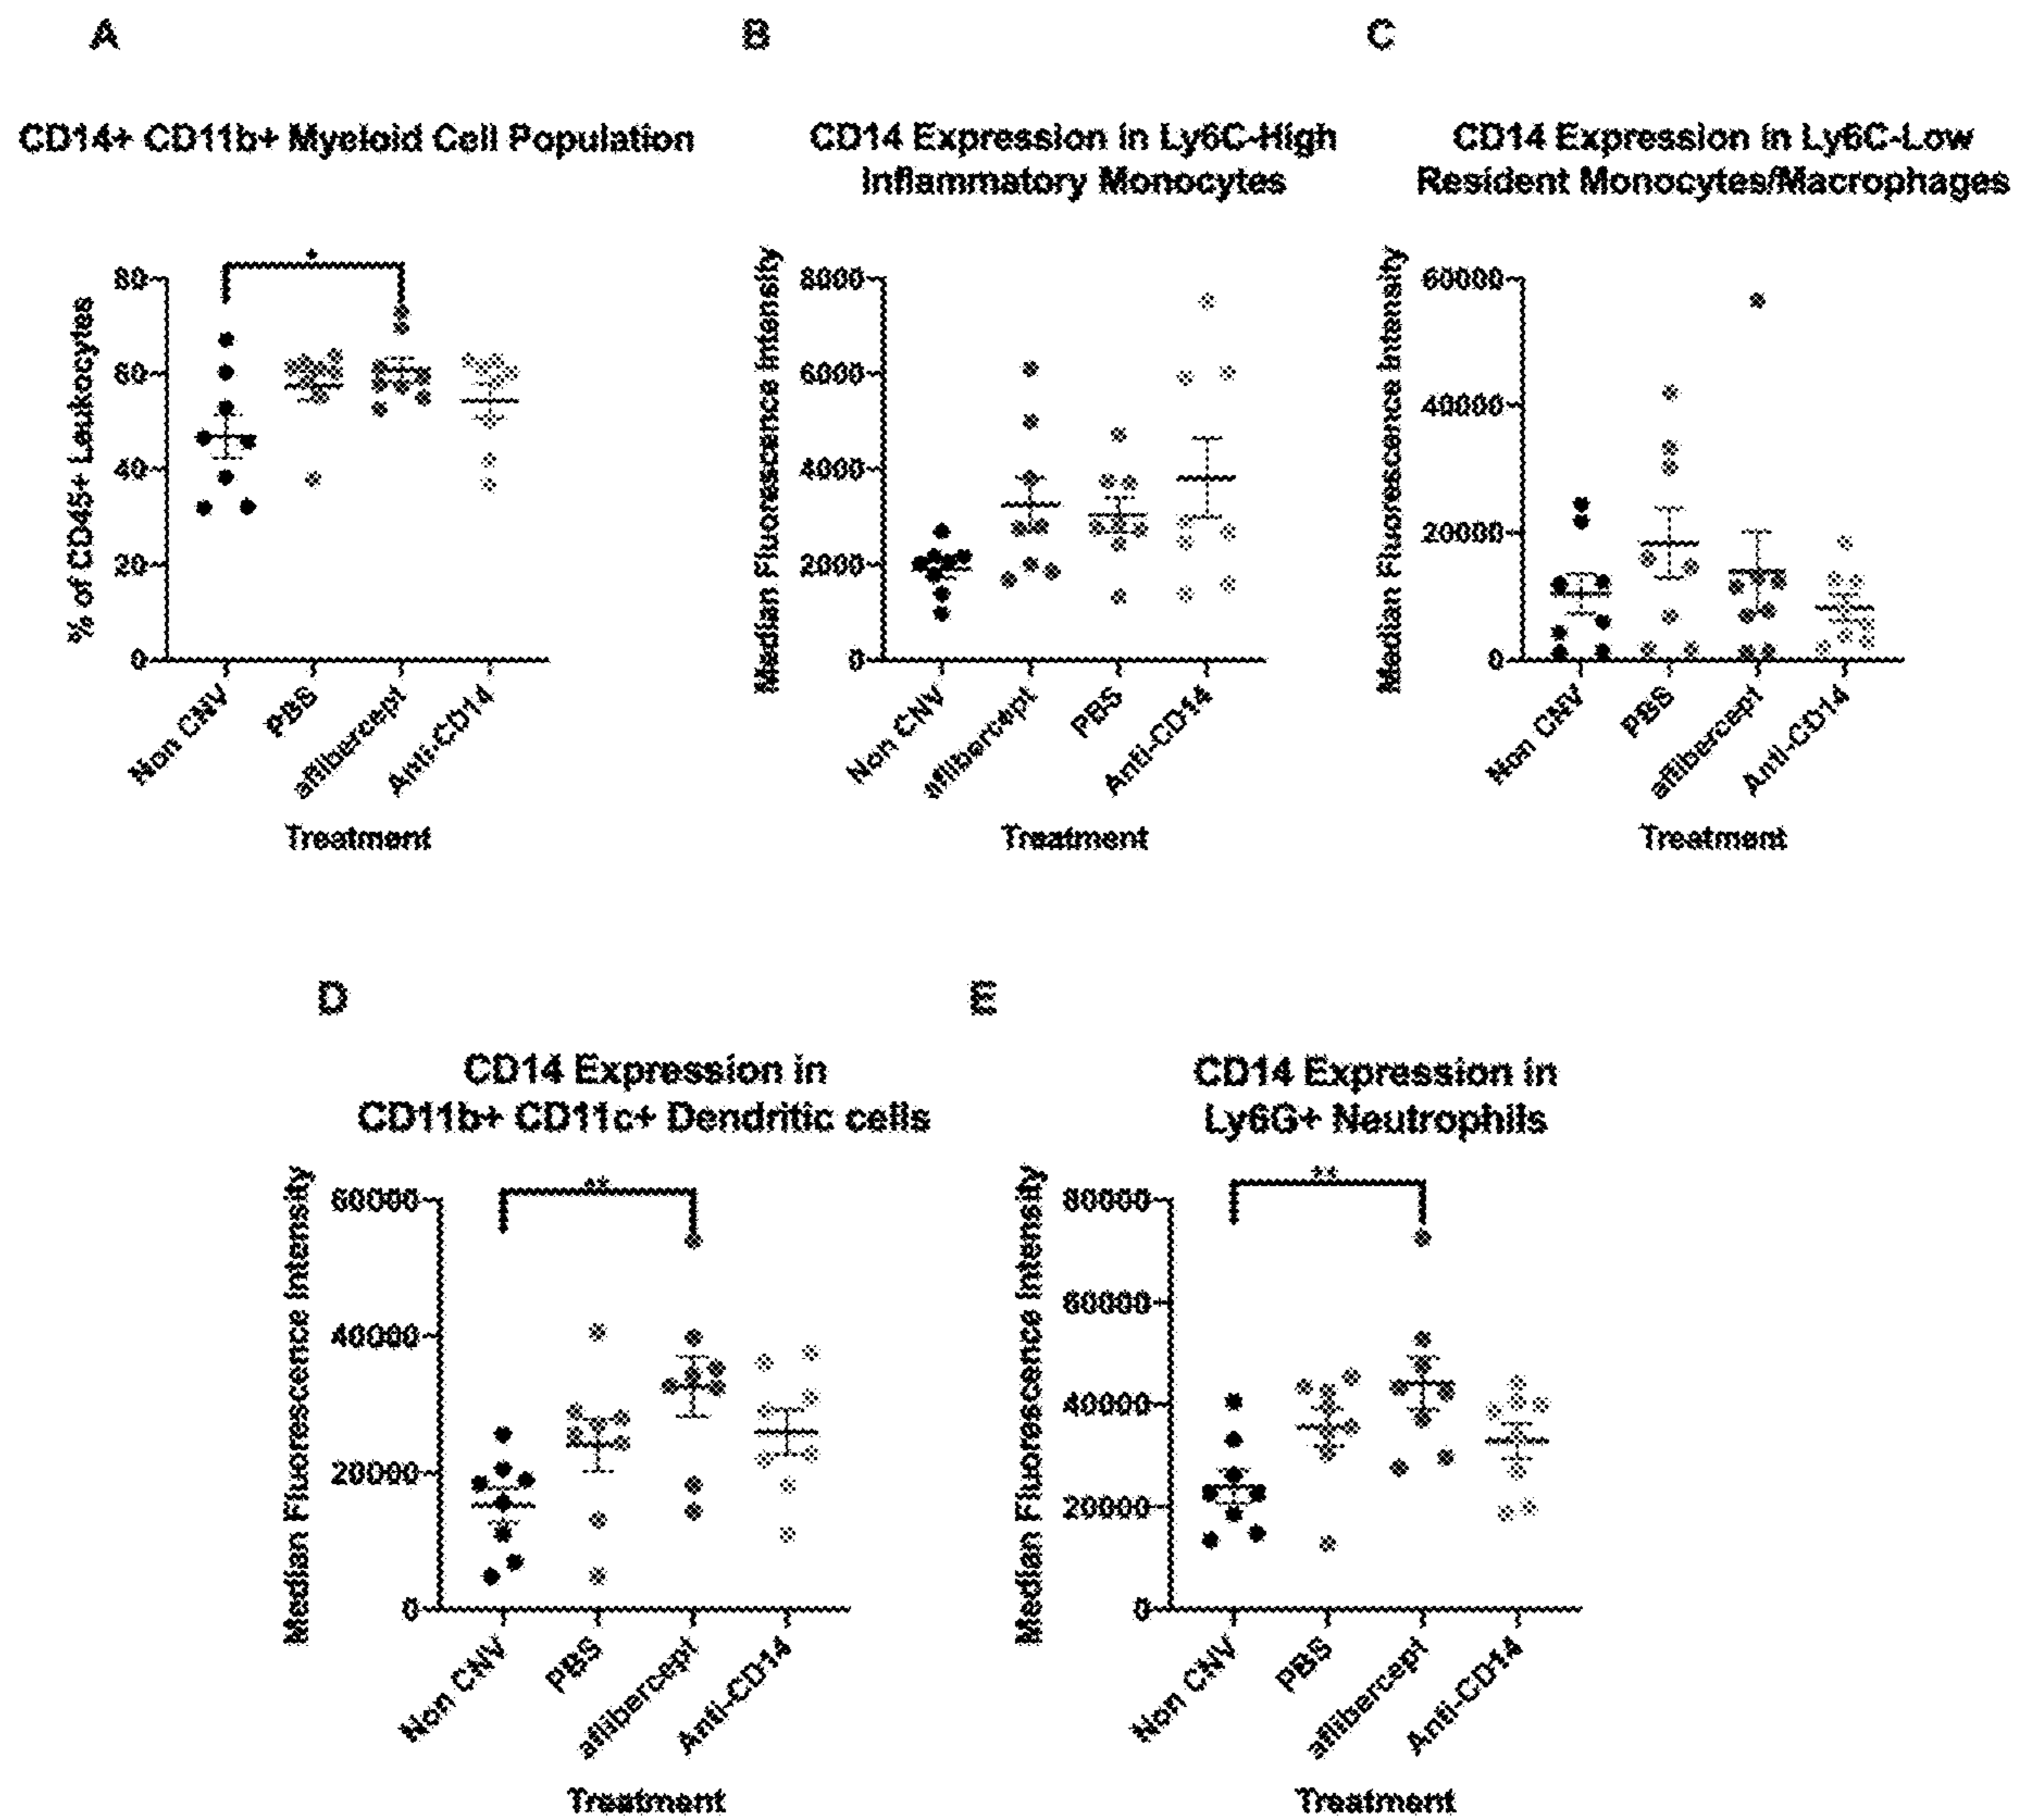 A
CD14+ CD11b+ Myeloid Cell Population
*
% of CD45+ Leukocytes
80
60
40
20
0
Non CNV
PBS
aflibercept
Anti-CD14
Treatment
B
CD14 Expression in Ly6C-High
Inflammatory Monocytes
Median Fluorescence Intensity
8000
6000
4000
2000
0
Non CNV
aflibercept
PBS
Anti-CD14
Treatment
C
CD14 Expression in Ly6C-Low
Resident Monocytes/Macrophages
Median Fluorescence Intensity
60000
40000
20000
0
Non CNV
PBS
aflibercept
Anti-CD14
Treatment
D
CD14 Expression in
CD11b+ CD11c+ Dendritic cells
**
Median Fluorescence Intensity
60000
40000
20000
0
Non CNV
PBS
aflibercept
Anti-CD14
Treatment
E
CD14 Expression in
Ly6G+ Neutrophils
**
Median Fluorescence Intensity
80000
60000
40000
20000
0
Non CNV
PBS
aflibercept
Anti-CD14
Treatment